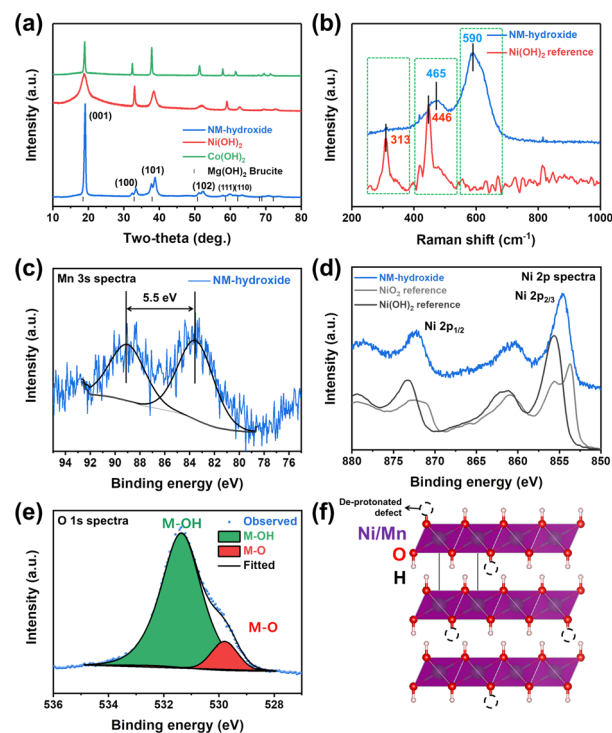 (a)
Intensity (a.u.)
(001)
(100)
(101)
(102)
(111)(110)
NM-hydroxide
Ni(OH)2
Co(OH)2
Mg(OH)2 Brucite
10 20 30 40 50 60 70 80
Two-theta (deg.)
(b)
Intensity (a.u.)
590
NM-hydroxide
Ni(OH)2 reference
465
446
313
200 400 600 800 1000
Raman shift (cm-1)
(c)
Mn 3s spectra
NM-hydroxide
5.5 eV
Intensity (a.u.)
94 92 90 88 86 84 82 80 78 76
Binding energy (eV)
(d)
NM-hydroxide
NiO2 reference
Ni(OH)2 reference
Ni 2p spectra
Ni 2p2/3
Ni 2p1/2
Intensity (a.u.)
880 875 870 865 860 855 850
Binding energy (eV)
(e)
O 1s spectra
M-OH
Observed
M-OH
M-O
Fitted
M-O
Intensity (a.u.)
536 534 532 530 528
Binding energy (eV)
(f)
De-protonated
defect
Ni/Mn
O
H